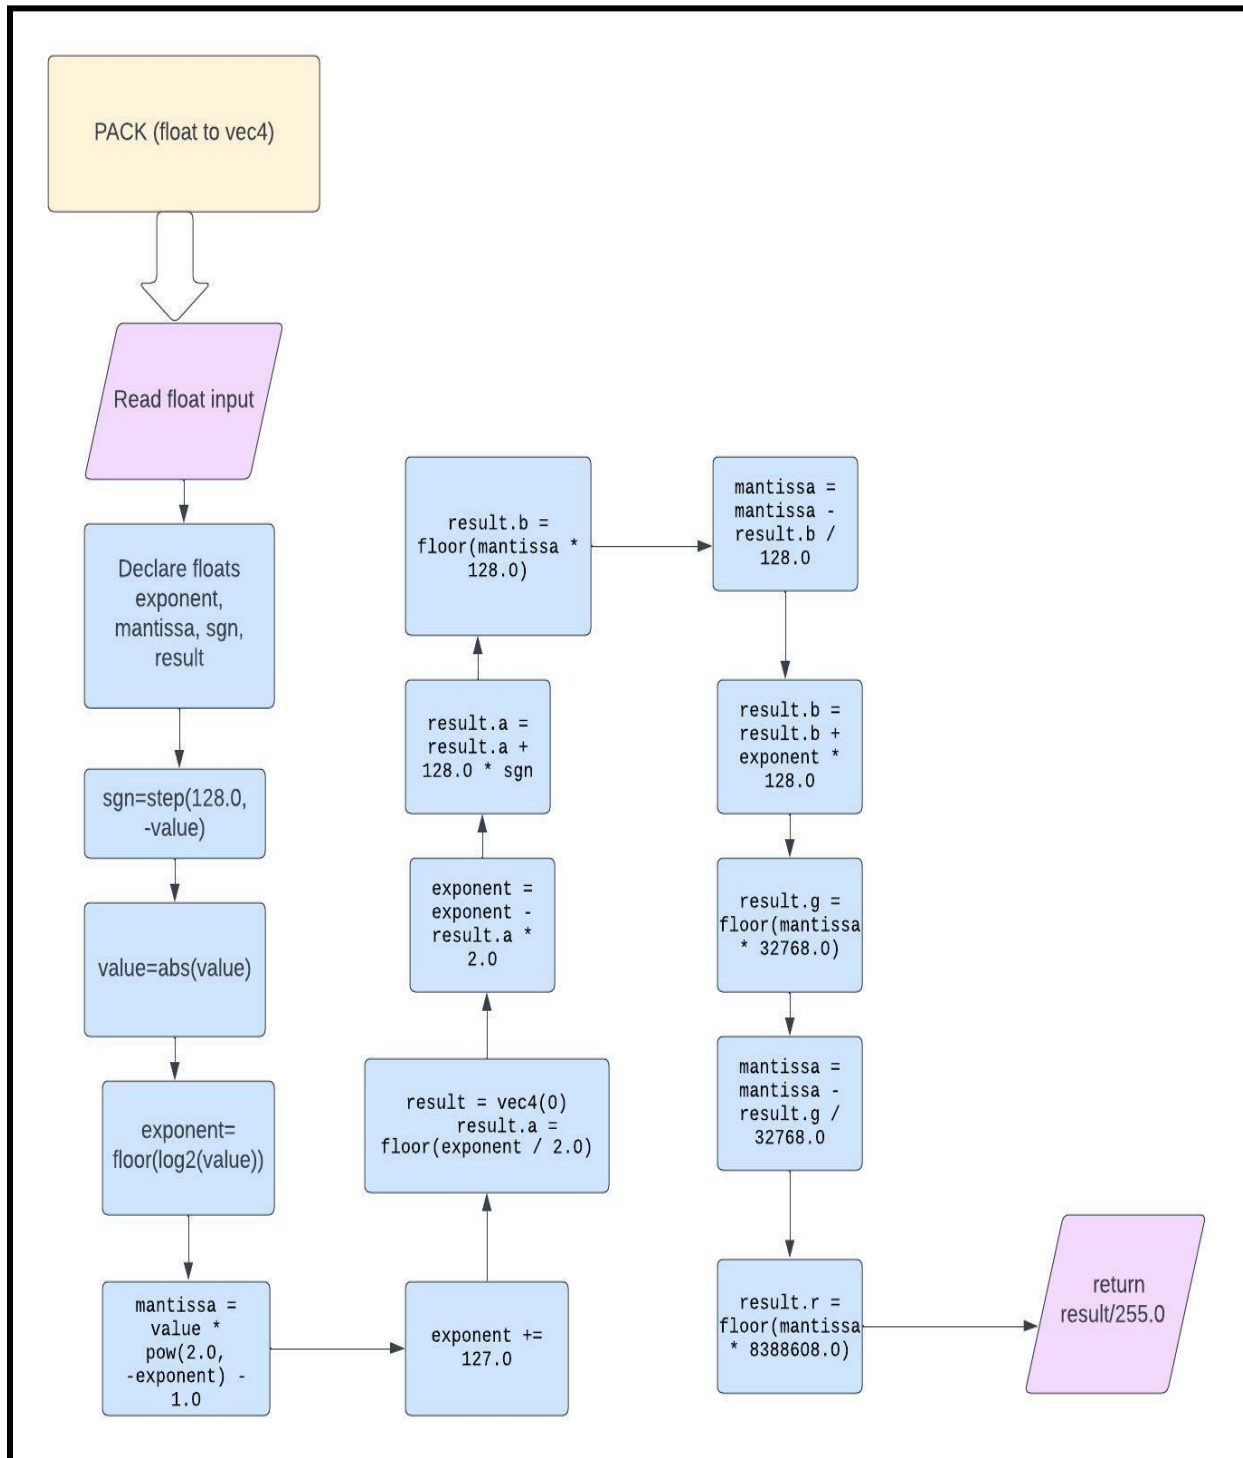 PACK (float to vec4)
Read float input
Declare floats
exponent,
mantissa, sgn,
result
sgn=step(128.0,
-value)
value=abs(value)
exponent=
floor(log2(value))
mantissa =
value *
pow(2.0,
-exponent) -
1.0
exponent +=
127.0
result = vec4(0)
result.a =
floor(exponent / 2.0)
exponent =
exponent -
result.a *
2.0
result.a =
result.a +
128.0 * sgn
result.b =
floor(mantissa *
128.0)
mantissa =
mantissa -
result.b /
128.0
result.b =
result.b +
exponent *
128.0
result.g =
floor(mantissa
* 32768.0)
mantissa =
mantissa -
result.g /
32768.0
result.r =
floor(mantissa
* 8388608.0)
return
result/255.0